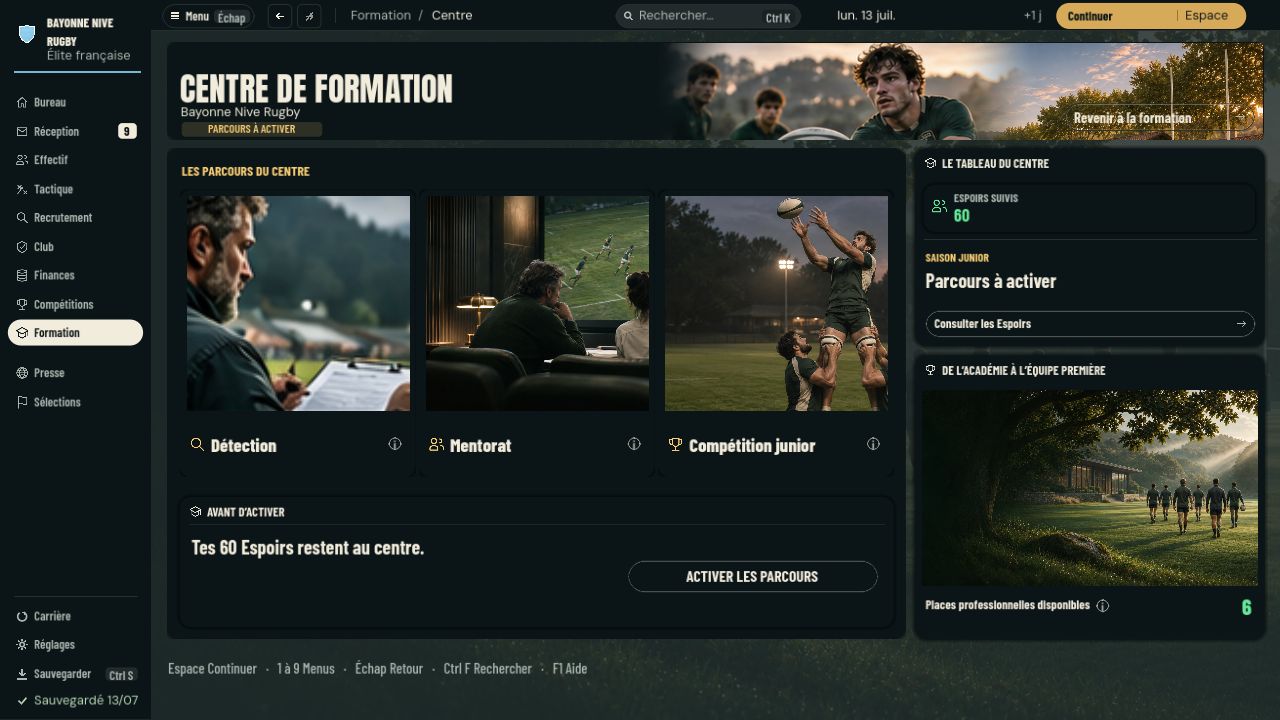 BAYONNE NIVE
RUGBY
Élite française
Bureau
Réception 9
Effectif
Tactique
Recrutement
Club
Finances
Compétitions
Formation
Presse
Sélections
Carrière
Réglages
Sauvegarder Ctrl S
Sauvegardé 13/07
Menu Échap
Formation / Centre
Rechercher... Ctrl K
lun. 13 juil.
+1 j
Continuer | Espace
CENTRE DE FORMATION
Bayonne Nive Rugby
PARCOURS À ACTIVER
Revenir à la formation
LES PARCOURS DU CENTRE
Détection
Mentorat
Compétition junior
AVANT D'ACTIVER
Tes 60 Espoirs restent au centre.
ACTIVER LES PARCOURS
LE TABLEAU DU CENTRE
ESPOIRS SUIVIS
60
SAISON JUNIOR
Parcours à activer
Consulter les Espoirs →
DE L'ACADÉMIE À L'ÉQUIPE PREMIÈRE
Places professionnelles disponibles 6
Espace Continuer · 1 à 9 Menus · Échap Retour · Ctrl F Rechercher · F1 Aide